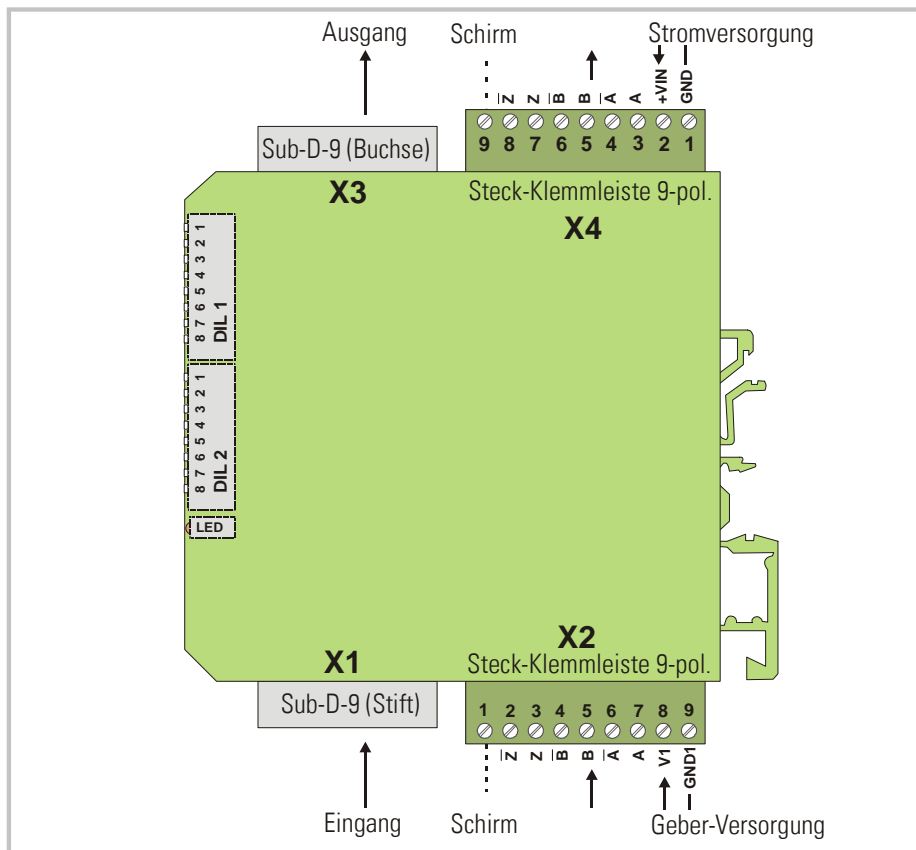 Ausgang Schirm Stromversorgung
Z̅ Z B̅ B A̅ A +VIN GND
9 8 7 6 5 4 3 2 1
Sub-D-9 (Buchse)
X3
Steck-Klemmleiste 9-pol.
X4
8 7 6 5 4 3 2 1
DIL 1
8 7 6 5 4 3 2 1
DIL 2
LED
X2
Steck-Klemmleiste 9-pol.
X1
Sub-D-9 (Stift)
1 2 3 4 5 6 7 8 9
Z̅ Z B̅ B A̅ A V1 GND1
Eingang Schirm Geber-Versorgung